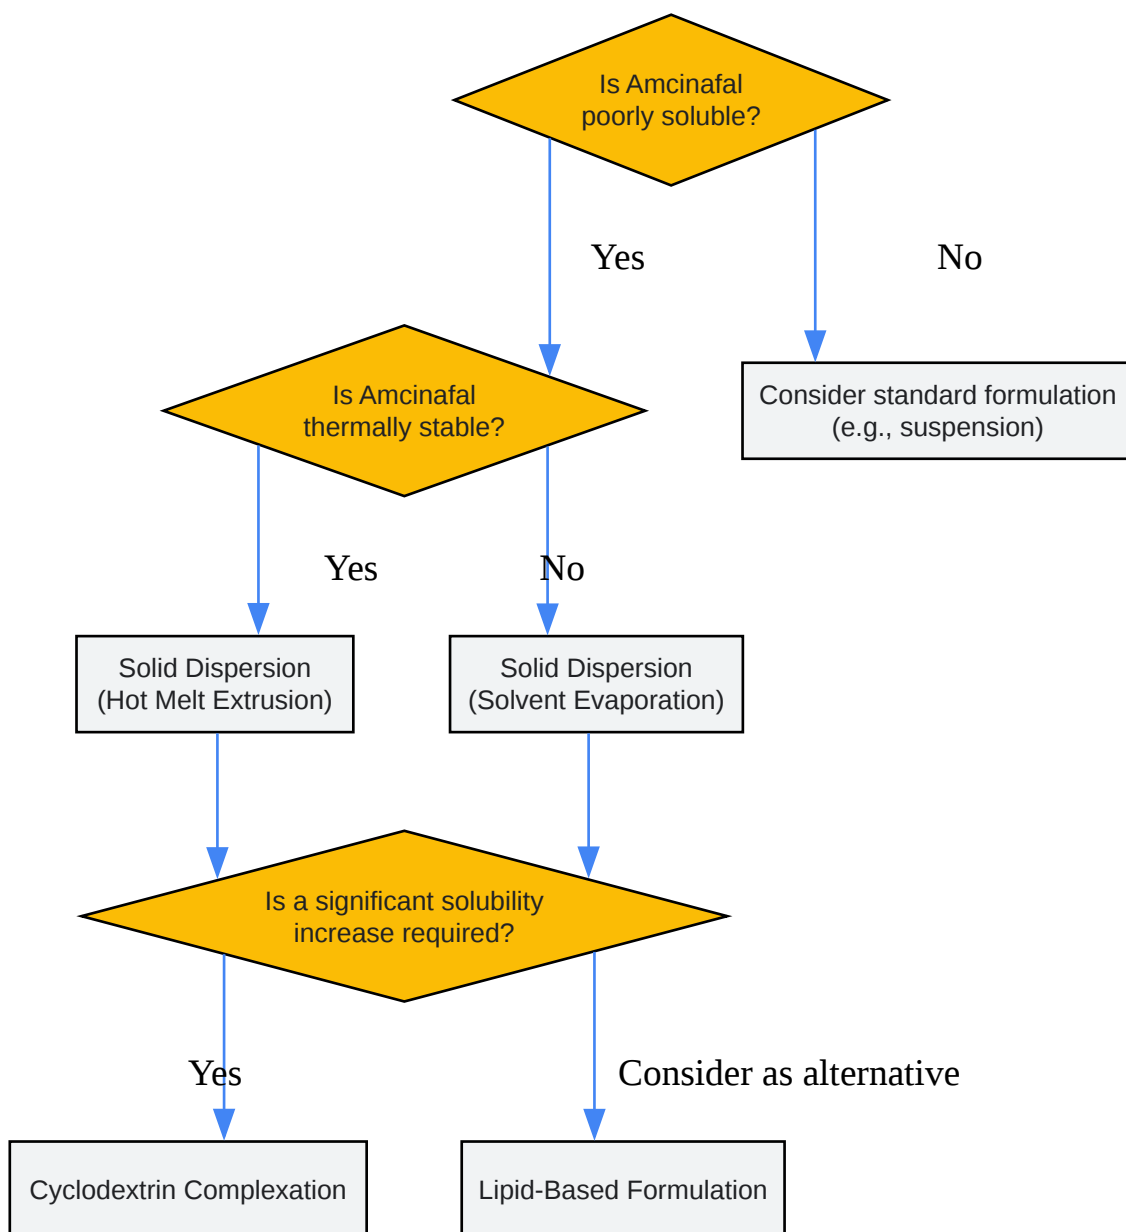 Is Amcinafal
poorly soluble?
Yes
No
Is Amcinafal
thermally stable?
Consider standard formulation
(e.g., suspension)
Yes
No
Solid Dispersion
(Hot Melt Extrusion)
Solid Dispersion
(Solvent Evaporation)
Is a significant solubility
increase required?
Yes
Consider as alternative
Cyclodextrin Complexation
Lipid-Based Formulation